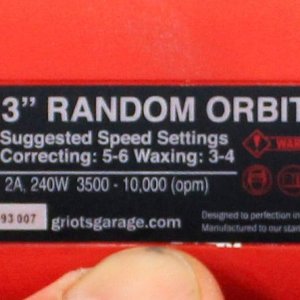 3” RANDOM ORBIT
Suggested Speed Settings
Correcting: 5-6 Waxing: 3-4
2A, 240W 3500 - 10,000 (opm)
93 007
griotsgarage.com
Designed to perfection in
Manufactured to our stan